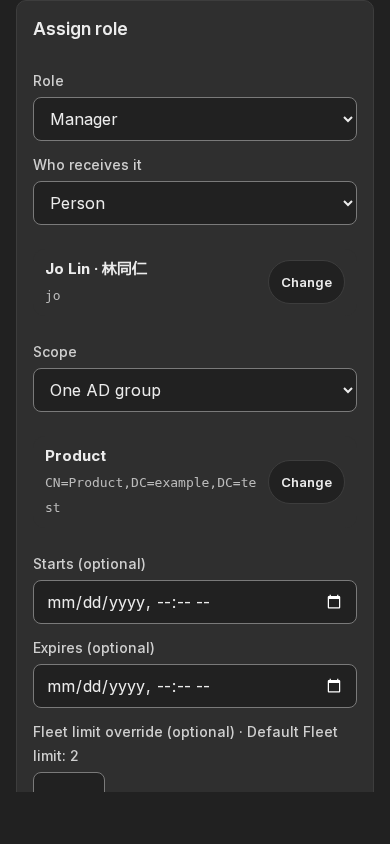 Assign role
Role
Manager
Who receives it
Person
Jo Lin · 林同仁
jo
Change
Scope
One AD group
Product
CN=Product,DC=example,DC=te
st
Change
Starts (optional)
mm/dd/yyyy, --:-- --
Expires (optional)
mm/dd/yyyy, --:-- --
Fleet limit override (optional) · Default Fleet
limit: 2